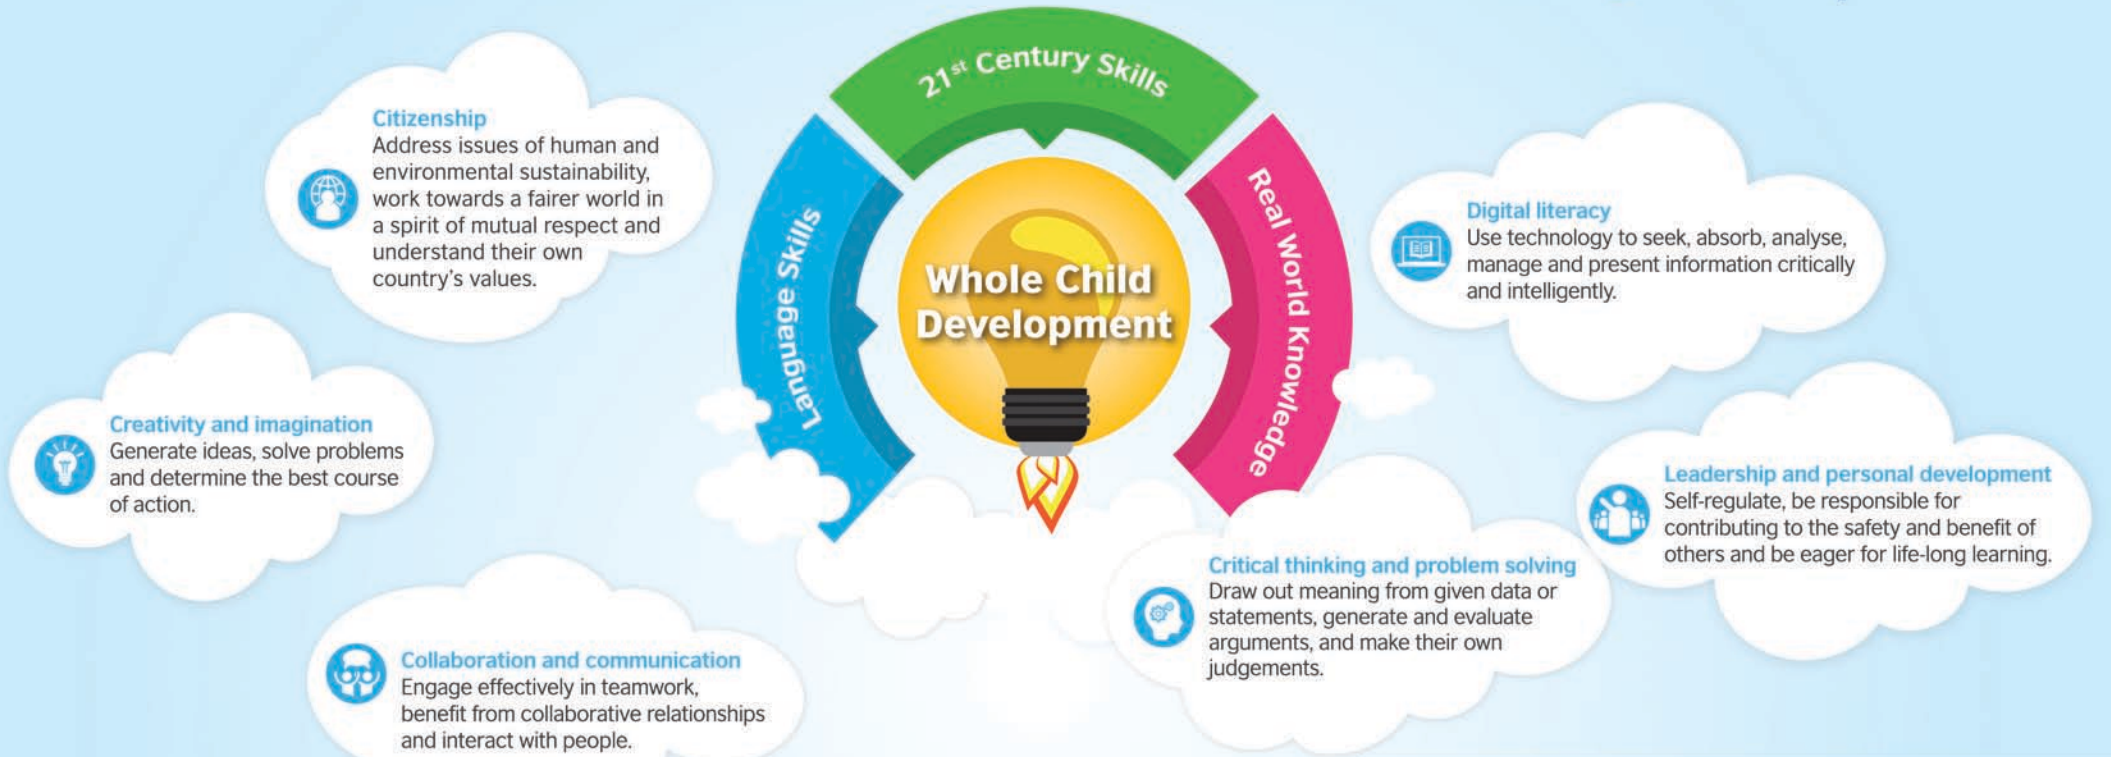 21st Century Skills
Language Skills
Real World Knowledge
Whole Child
Development
Citizenship
Address issues of human and
environmental sustainability,
work towards a fairer world in
a spirit of mutual respect and
understand their own
country's values.
Creativity and imagination
Generate ideas, solve problems
and determine the best course
of action.
Collaboration and communication
Engage effectively in teamwork,
benefit from collaborative relationships
and interact with people.
Digital literacy
Use technology to seek, absorb, analyse,
manage and present information critically
and intelligently.
Leadership and personal development
Self-regulate, be responsible for
contributing to the safety and benefit of
others and be eager for life-long learning.
Critical thinking and problem solving
Draw out meaning from given data or
statements, generate and evaluate
arguments, and make their own
judgements.